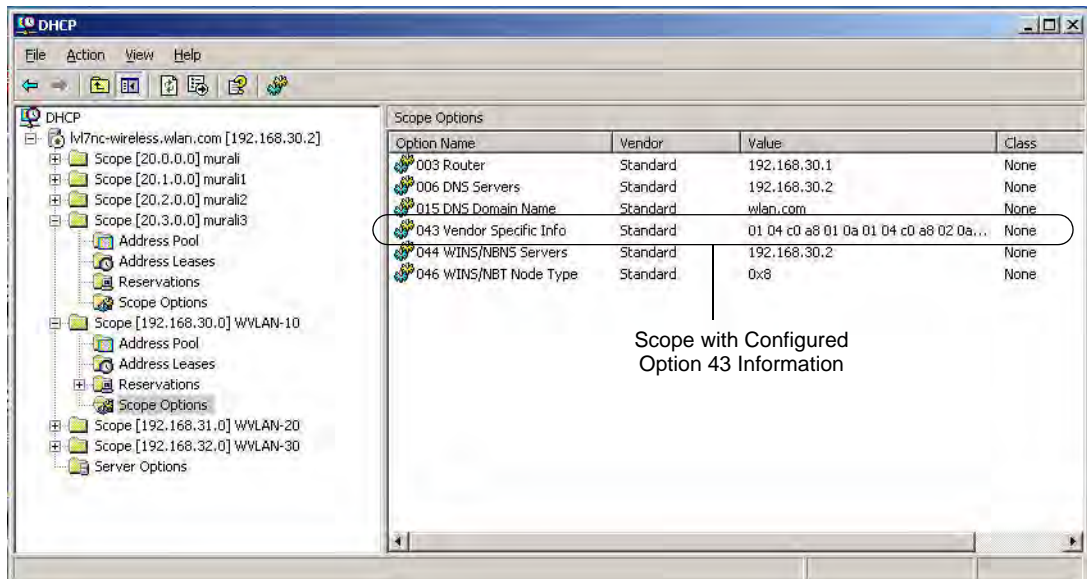 DHCP
File Action View Help
DHCP
lvl7nc-wireless.wlan.com [192.168.30.2]
Scope [20.0.0.0] murali
Scope [20.1.0.0] murali1
Scope [20.2.0.0] murali2
Scope [20.3.0.0] murali3
Address Pool
Address Leases
Reservations
Scope Options
Scope [192.168.30.0] WVLAN-10
Address Pool
Address Leases
Reservations
Scope Options
Scope [192.168.31.0] WVLAN-20
Scope [192.168.32.0] WVLAN-30
Server Options
Scope Options
Option Name Vendor Value Class
003 Router Standard 192.168.30.1 None
006 DNS Servers Standard 192.168.30.2 None
015 DNS Domain Name Standard wlan.com None
043 Vendor Specific Info Standard 01 04 c0 a8 01 0a 01 04 c0 a8 02 0a... None
044 WINS/NBNS Servers Standard 192.168.30.2 None
046 WINS/NBT Node Type Standard 0x8 None
Scope with Configured
Option 43 Information